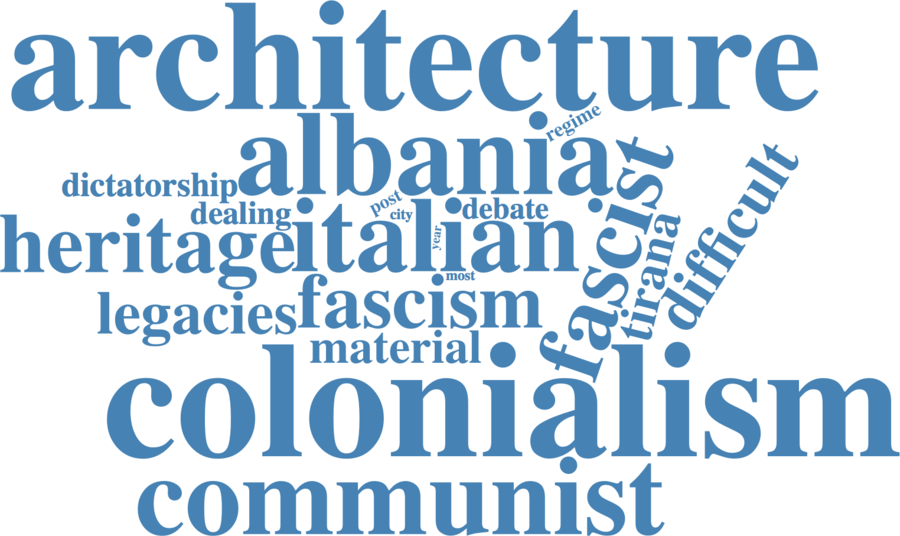 architecture
regime
albania
dictatorship
fascist
difficult
post
dealing
city
debate
heritage
italian
year
tirana
most
legacies
fascism
material
colonialism
communist